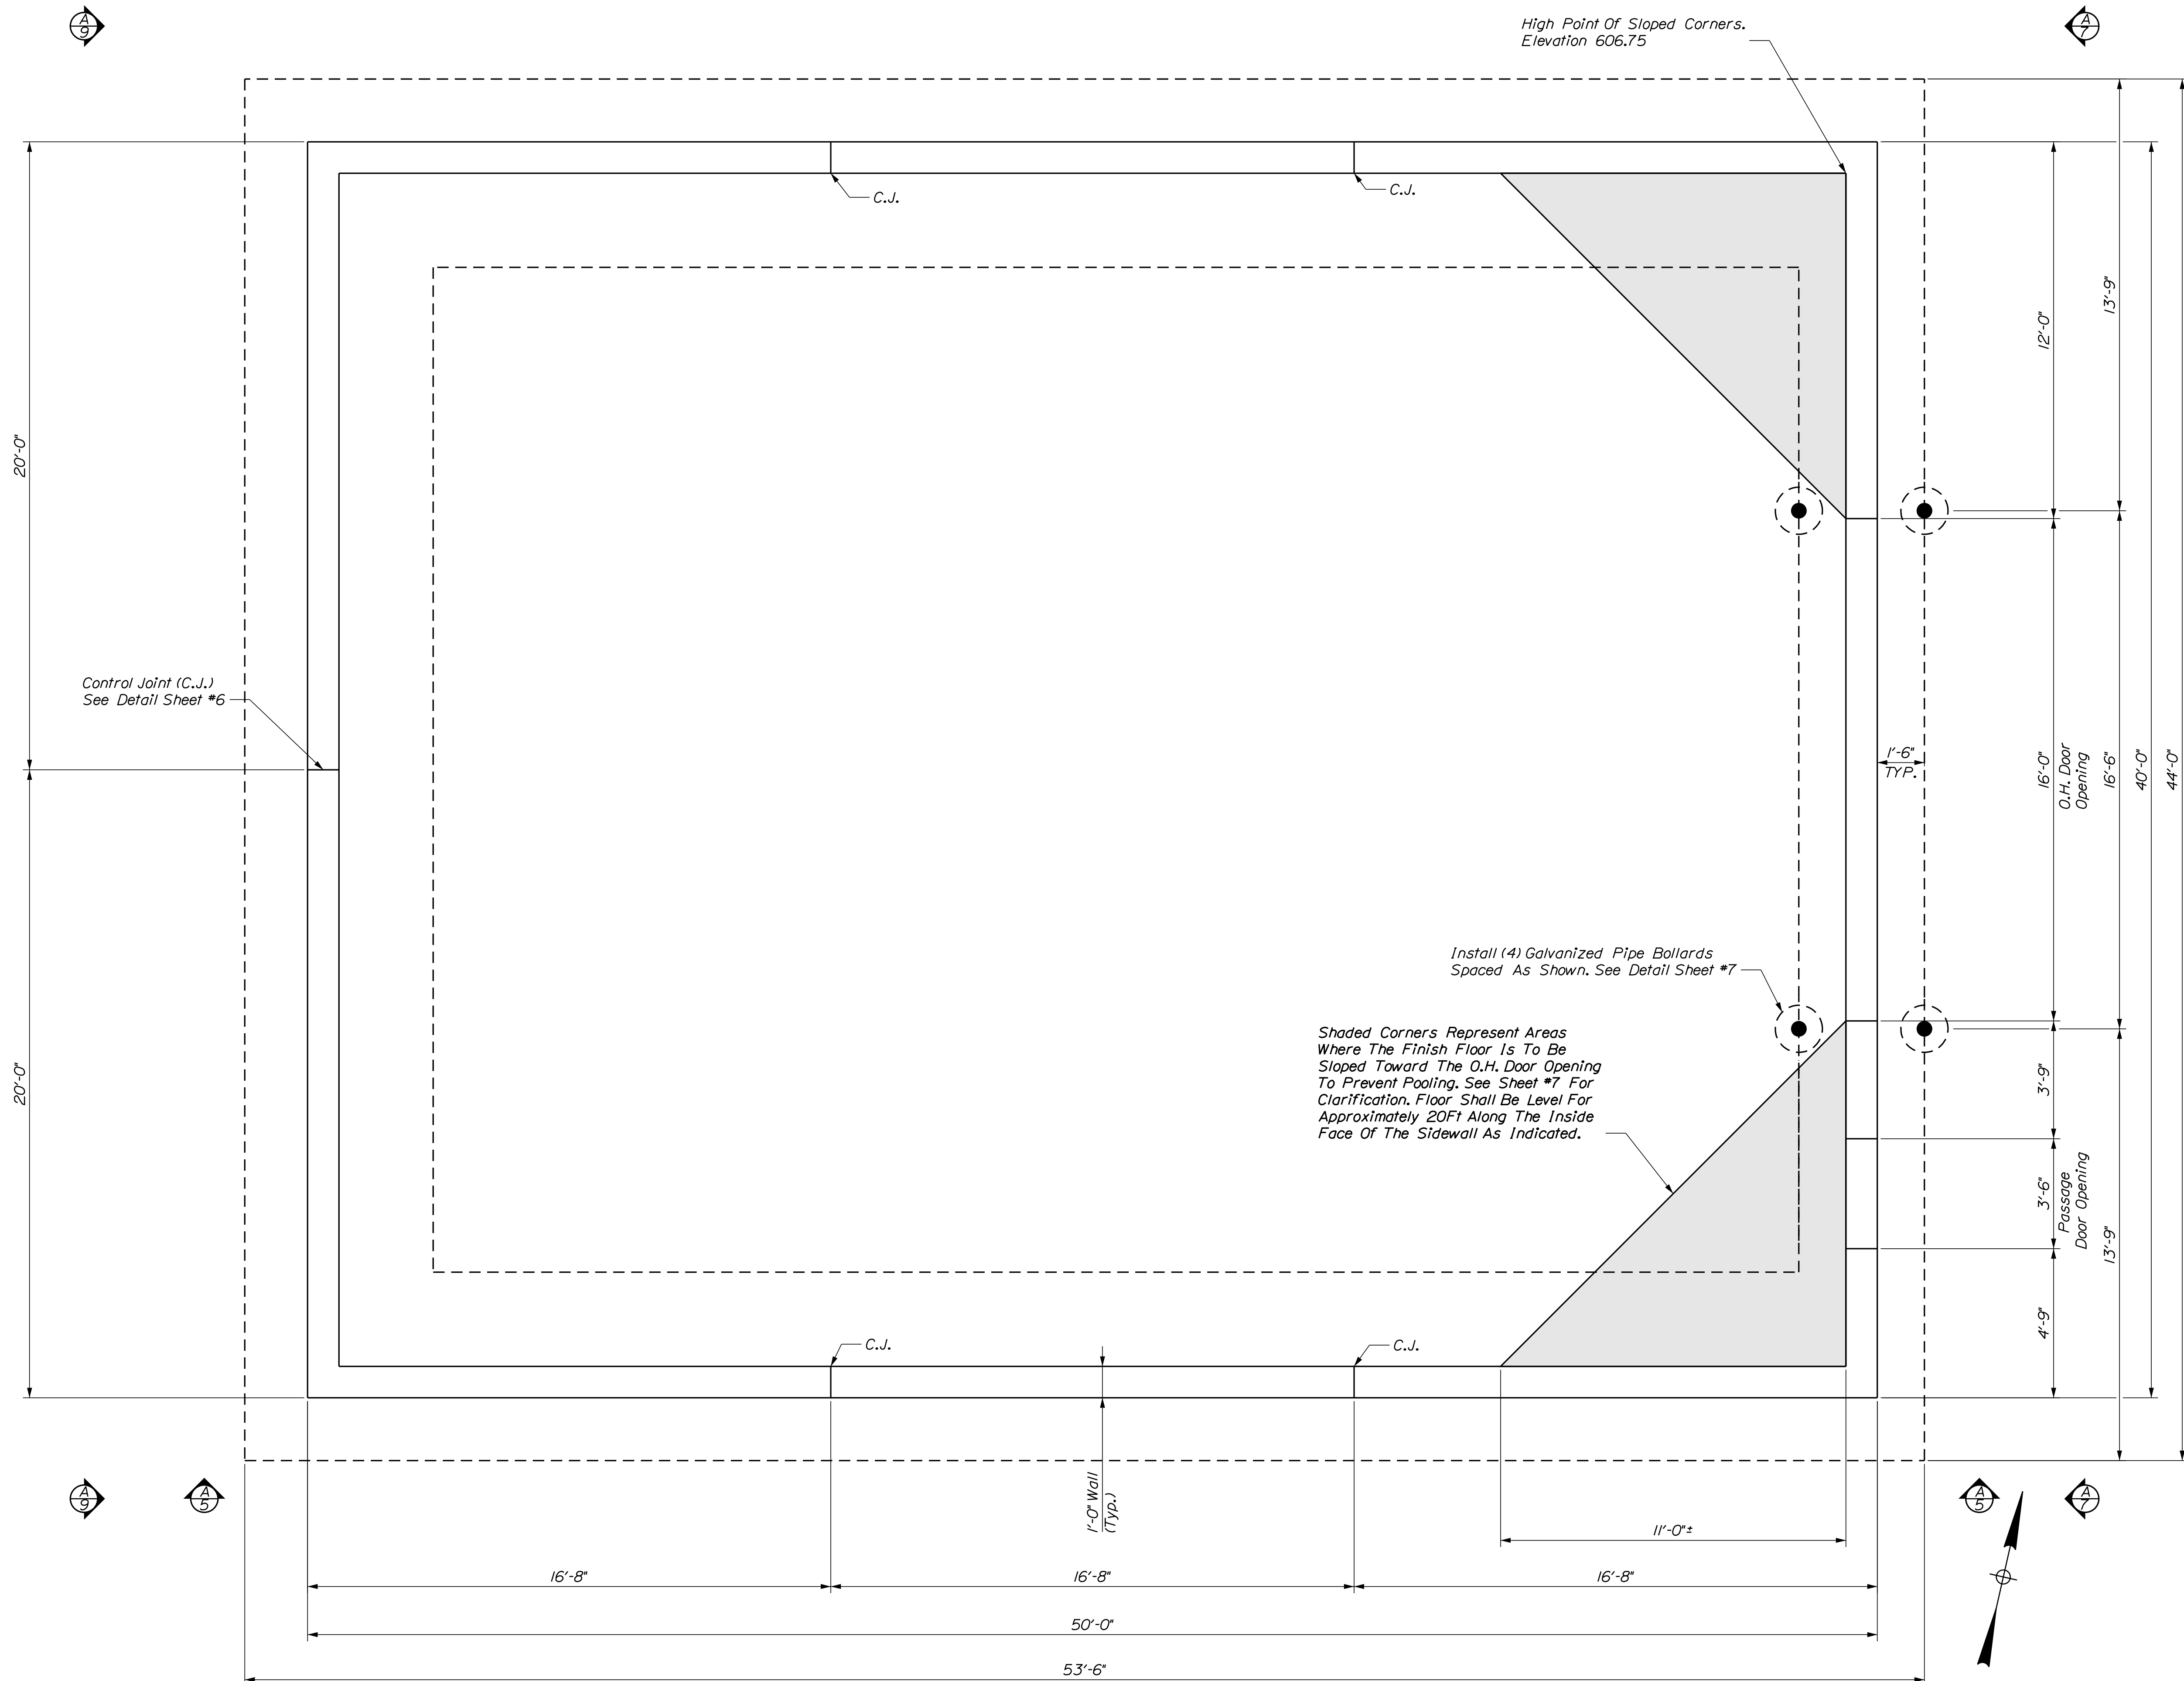 A
9
A
7
High Point Of Sloped Corners.
Elevation 606.75
C.J.
C.J.
20'-0"
12'-0"
13'-9"
Control Joint (C.J.)
See Detail Sheet #6
1'-6"
TYP.
16'-0"
O.H. Door
Opening
16'-6"
40'-0"
44'-0"
Install (4) Galvanized Pipe Bollards
Spaced As Shown. See Detail Sheet #7
Shaded Corners Represent Areas
Where The Finish Floor Is To Be
Sloped Toward The O.H. Door Opening
To Prevent Pooling. See Sheet #7 For
Clarification. Floor Shall Be Level For
Approximately 20Ft Along The Inside
Face Of The Sidewall As Indicated.
20'-0"
3'-9"
3'-6"
Passage
Door Opening
13'-9"
4'-9"
C.J.
C.J.
A
9
A
5
1'-0" Wall
(Typ.)
A
5
A
7
11'-0"±
16'-8"
16'-8"
16'-8"
50'-0"
53'-6"